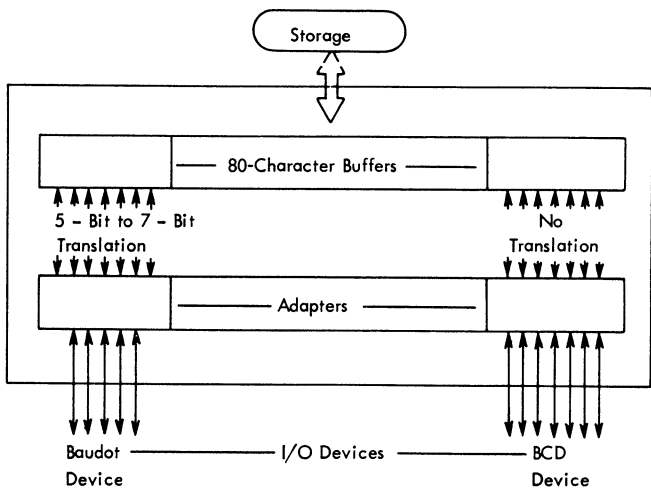 Storage
80-Character Buffers
5 - Bit to 7 - Bit
Translation
No
Translation
Adapters
Baudot
Device
I/O Devices
BCD
Device